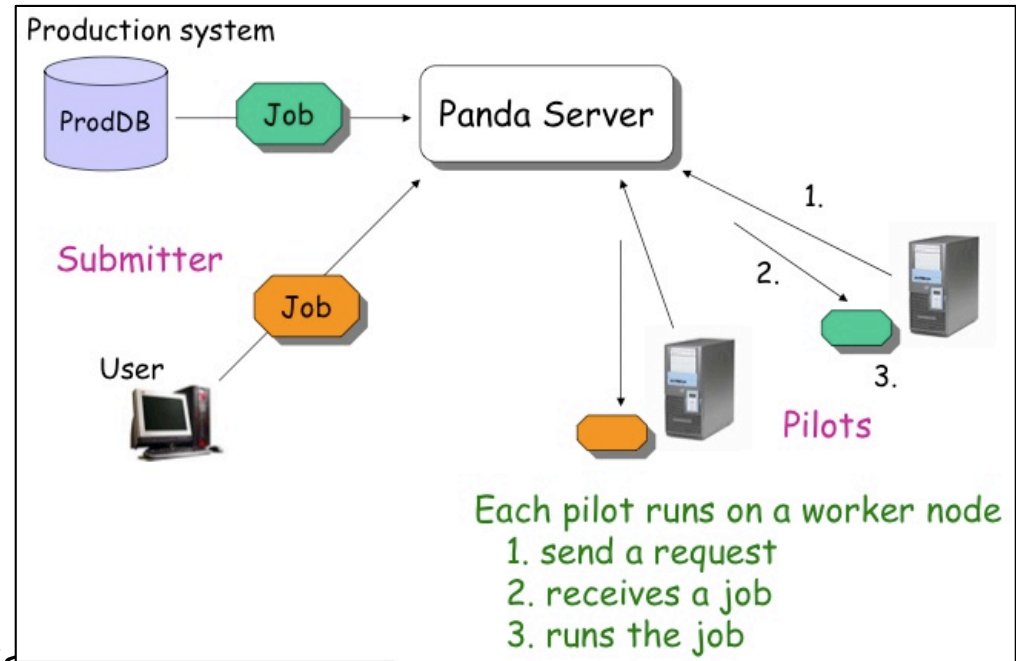 Production system
ProdDB
Job
Panda Server
1.
Submitter
2.
Job
User
3.
Pilots
Each pilot runs on a worker node
1. send a request
2. receives a job
3. runs the job